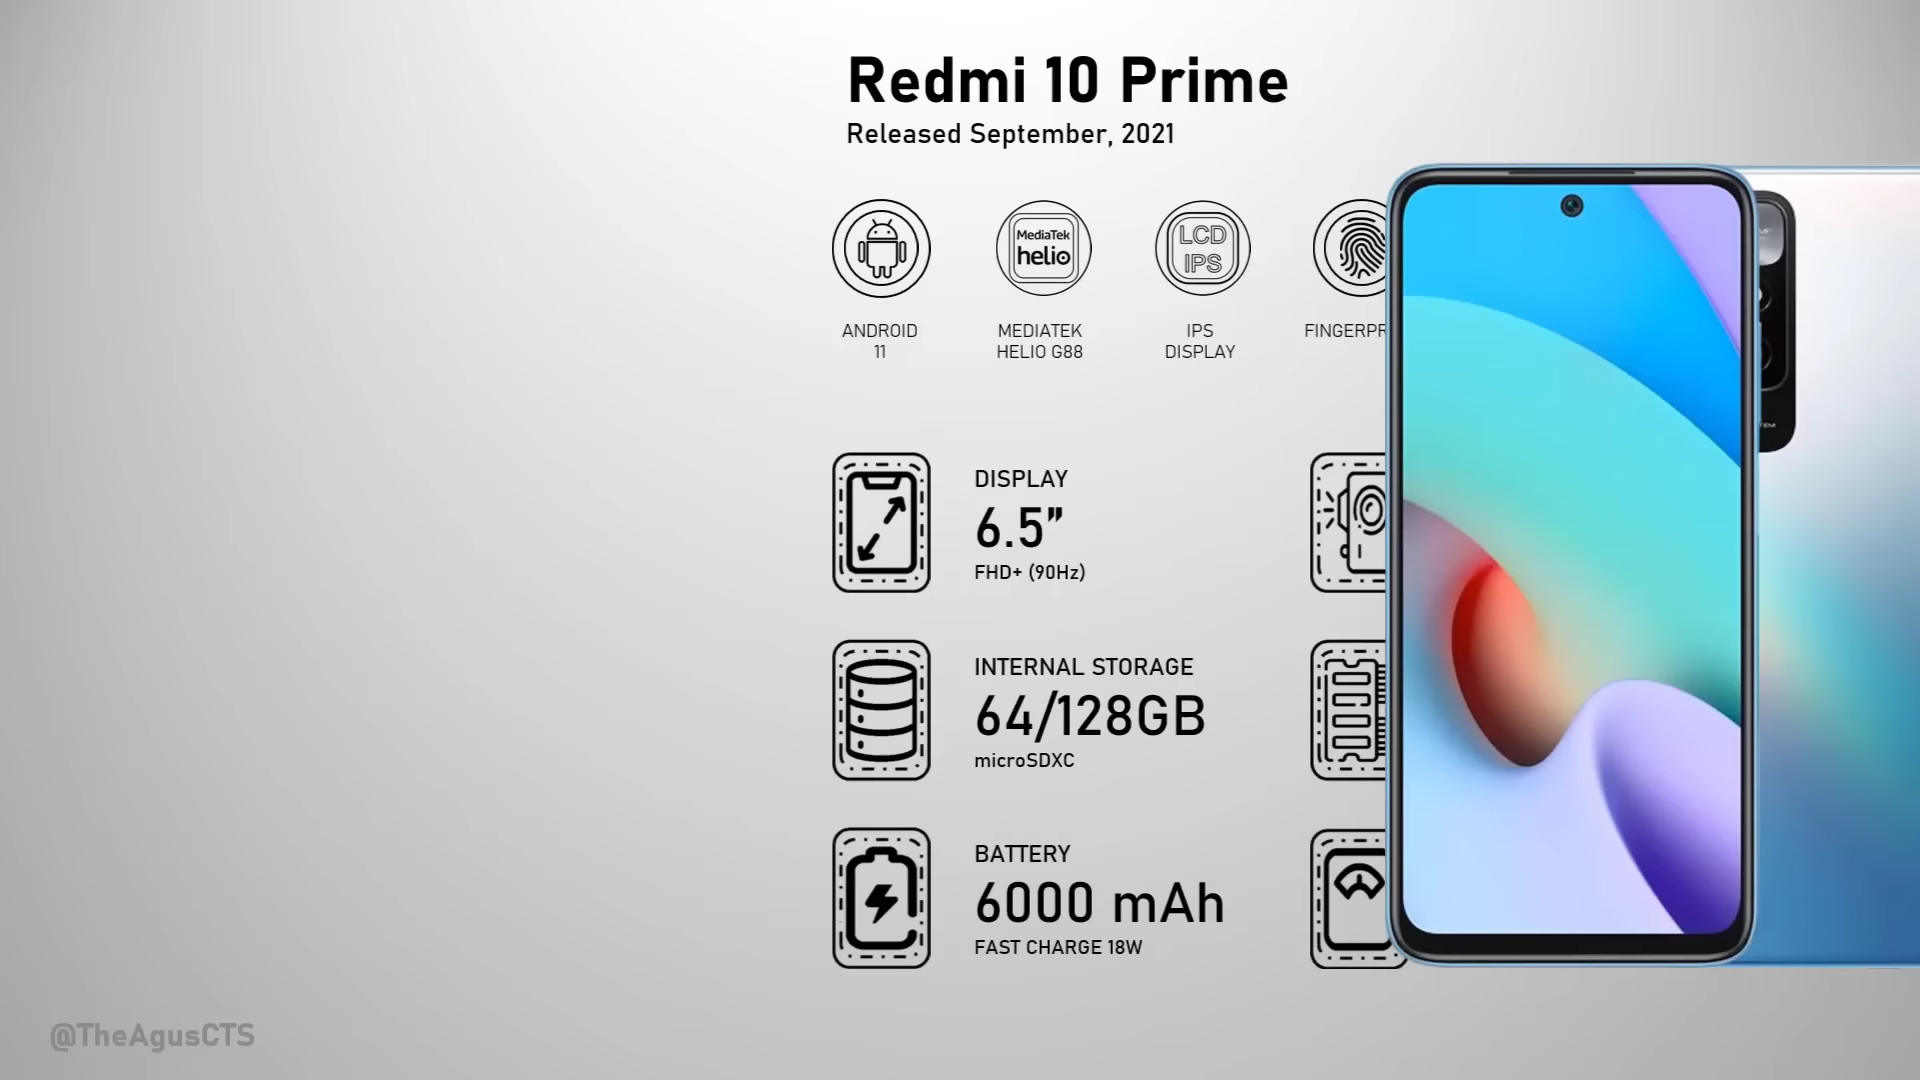 Redmi 10 Prime
Released September, 2021
MediaTek
helio
LCD
IPS
ANDROID
11
MEDIATEK
HELIO G88
IPS
DISPLAY
FINGERPR
DISPLAY
6.5”
FHD+ (90Hz)
INTERNAL STORAGE
64/128GB
microSDXC
BATTERY
6000 mAh
FAST CHARGE 18W
@TheAgusCTS